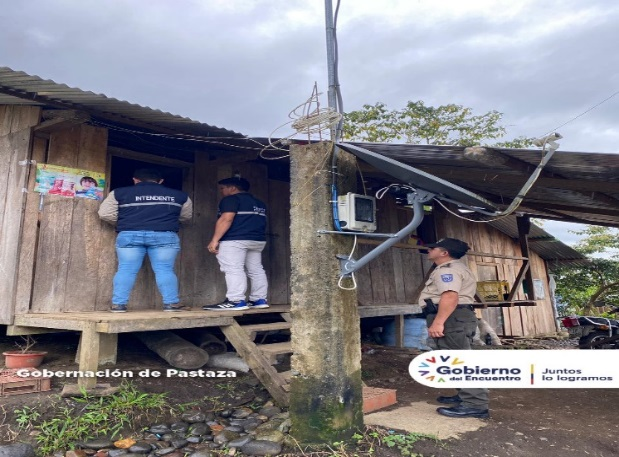 INTENDENTE
Gobernación de Pastaza
Gobierno
del Encuentro
Juntos
lo logramos